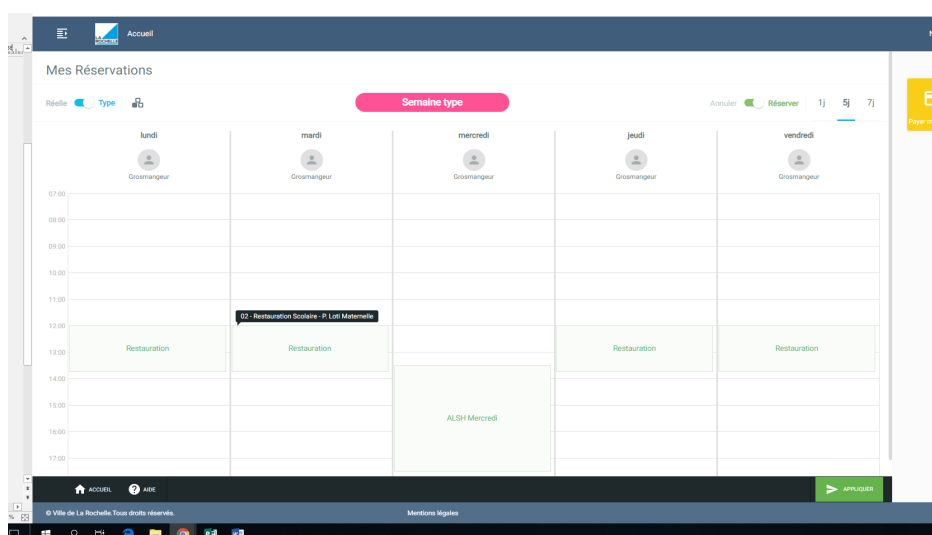 LA
ROCHELLE
Accueil
Mes Réservations
Réelle Type
Semaine type
Annuler Réserver 1j 5j 7j
lundi mardi mercredi jeudi vendredi
Grosmangeur Grosmangeur Grosmangeur Grosmangeur Grosmangeur
07:00
08:00
09:00
10:00
11:00
02 - Restauration Scolaire - P. Loti Maternelle
12:00
Restauration Restauration Restauration Restauration
13:00
14:00
15:00
ALSH Mercredi
16:00
17:00
Payer m
ACCUEIL AIDE APPLIQUER
© Ville de La Rochelle.Tous droits réservés. Mentions légales
%